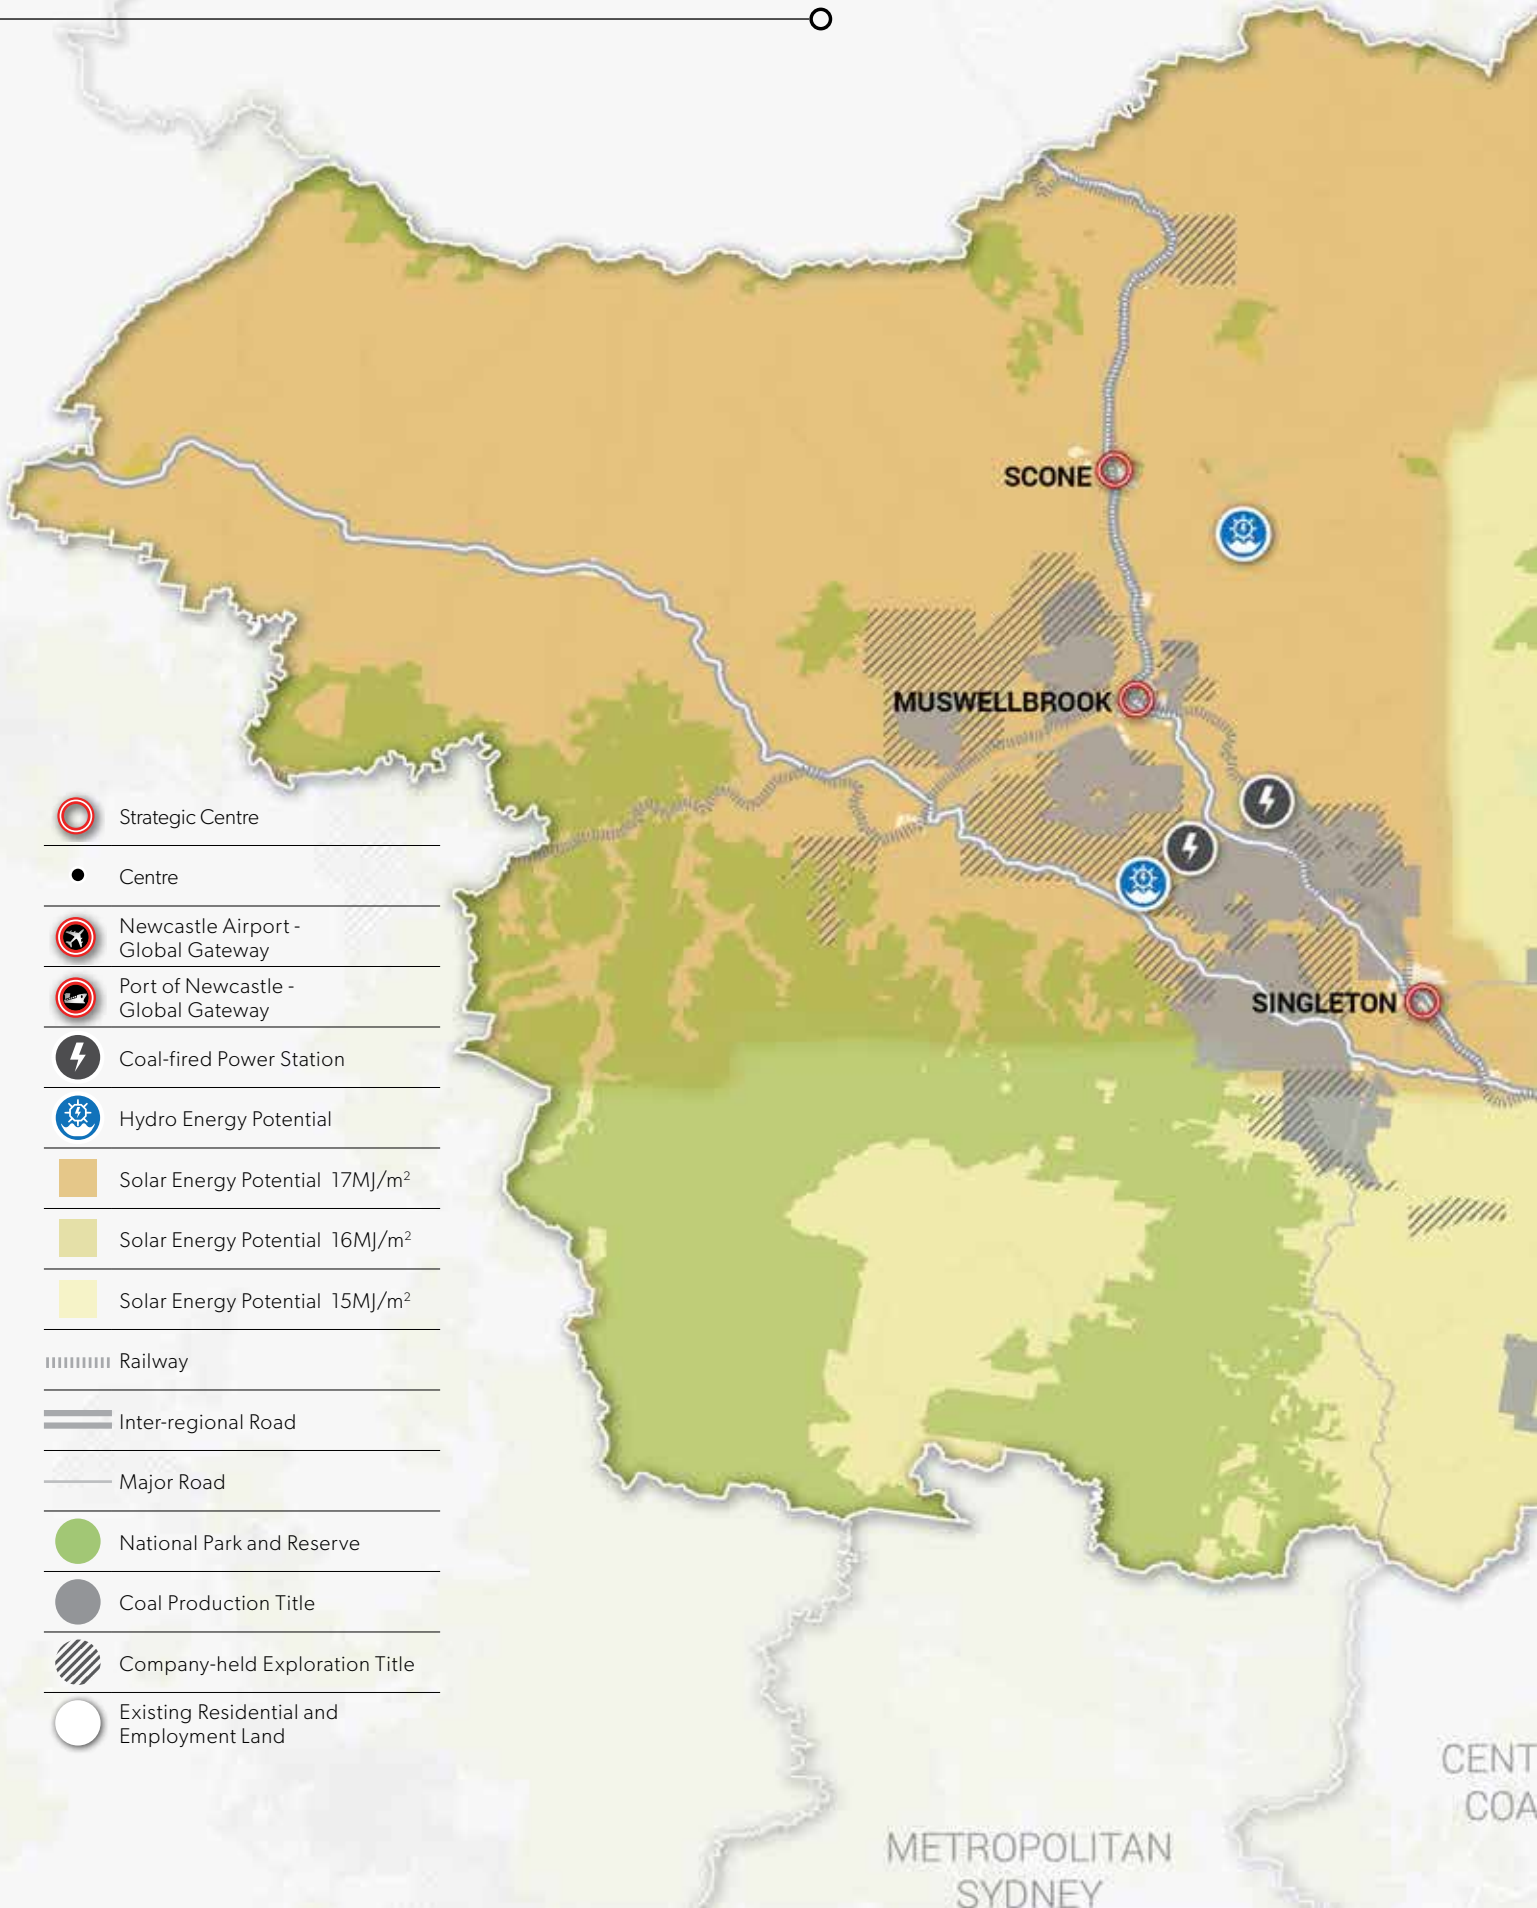 SCONE
MUSWELLBROOK
SINGLETON
Strategic Centre
Centre
Newcastle Airport -
Global Gateway
Port of Newcastle -
Global Gateway
Coal-fired Power Station
Hydro Energy Potential
Solar Energy Potential 17MJ/m²
Solar Energy Potential 16MJ/m²
Solar Energy Potential 15MJ/m²
Railway
Inter-regional Road
Major Road
National Park and Reserve
Coal Production Title
Company-held Exploration Title
Existing Residential and
Employment Land
CENT
COA
METROPOLITAN
SYDNEY